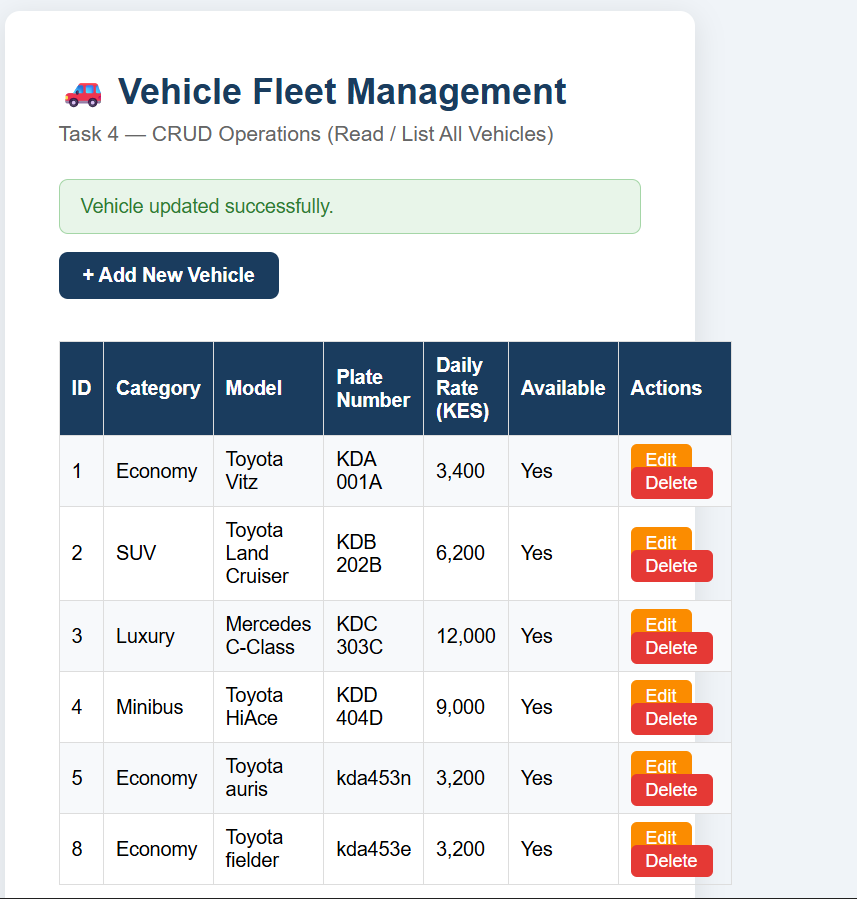 Vehicle Fleet Management
Task 4 — CRUD Operations (Read / List All Vehicles)
Vehicle updated successfully.
+ Add New Vehicle
ID Category Model Plate Number Daily Rate (KES) Available Actions
1 Economy Toyota Vitz KDA 001A 3,400 Yes Edit Delete
2 SUV Toyota Land Cruiser KDB 202B 6,200 Yes Edit Delete
3 Luxury Mercedes C-Class KDC 303C 12,000 Yes Edit Delete
4 Minibus Toyota HiAce KDD 404D 9,000 Yes Edit Delete
5 Economy Toyota auris kda453n 3,200 Yes Edit Delete
8 Economy Toyota fielder kda453e 3,200 Yes Edit Delete